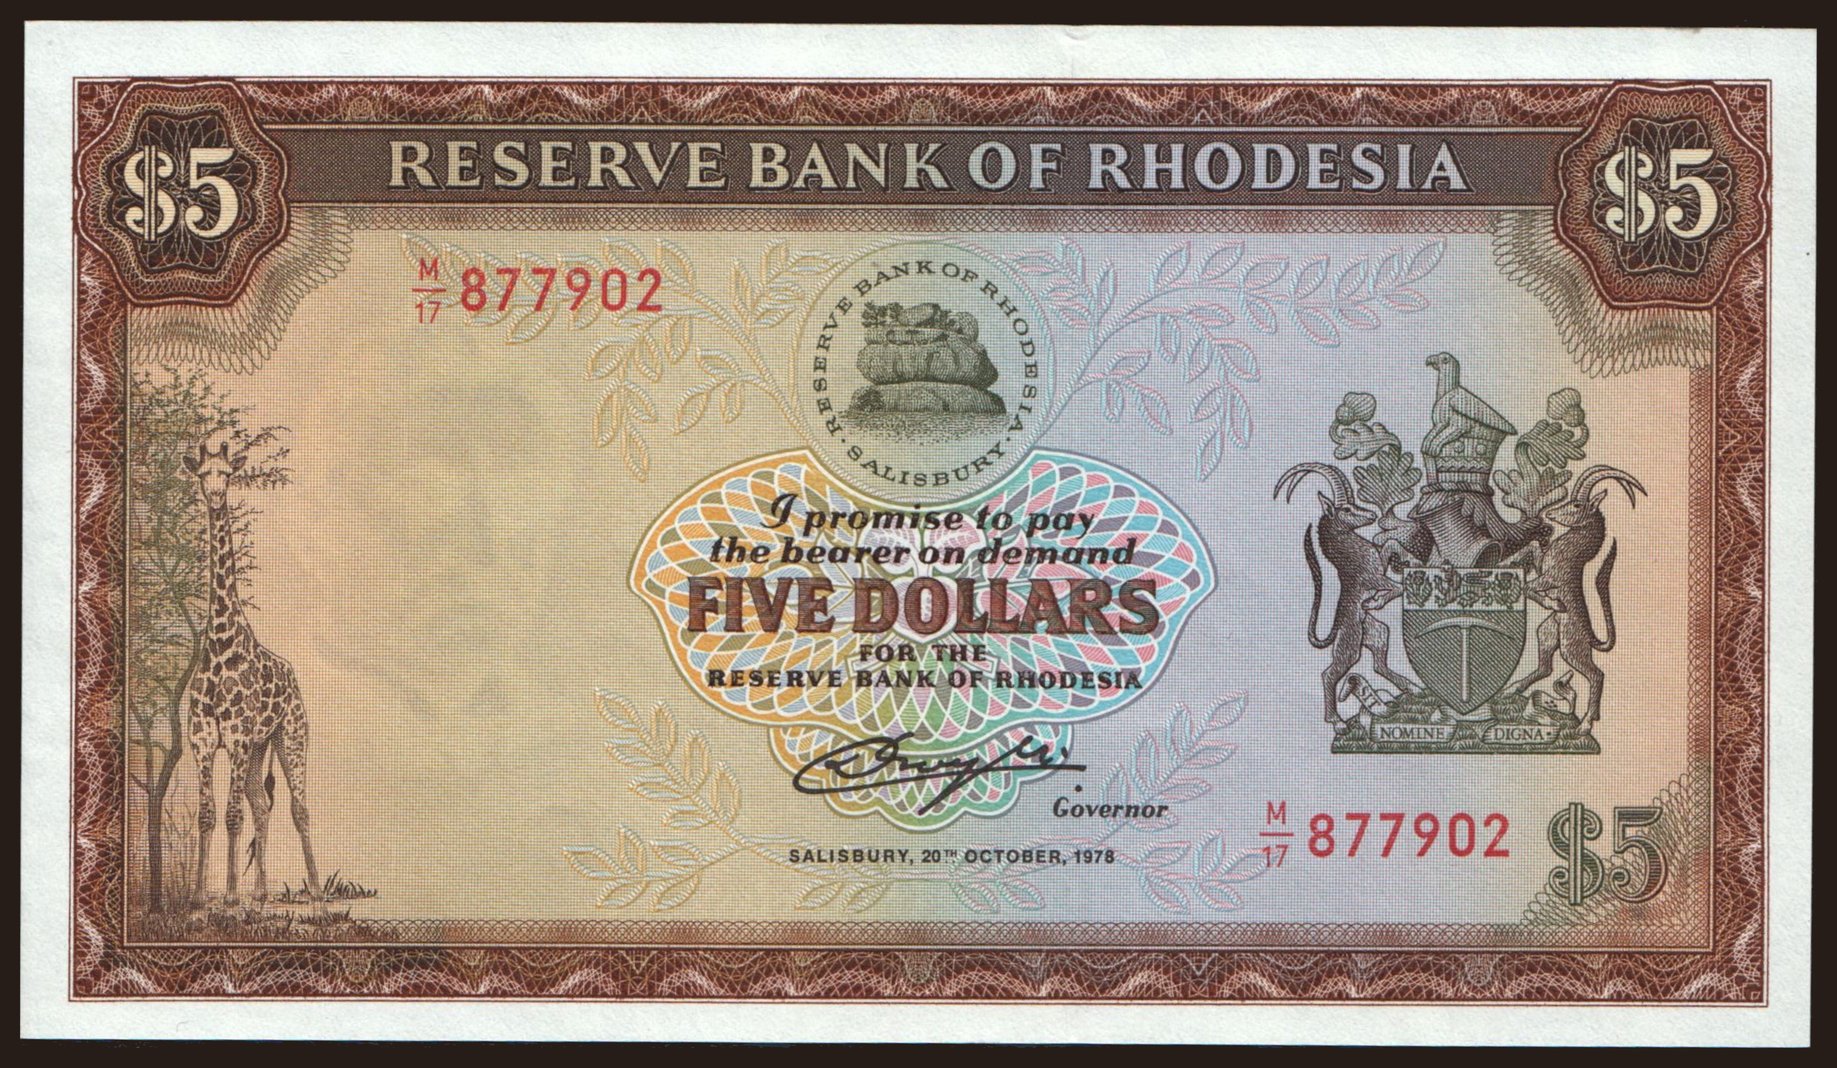 $5
RESERVE BANK OF RHODESIA
$5
M/17 877902
RESERVE BANK OF RHODESIA · SALISBURY ·
I promise to pay
the bearer on demand
FIVE DOLLARS
FOR THE
RESERVE BANK OF RHODESIA
Governor
SALISBURY, 20TH OCTOBER, 1978
NOMINE DIGNA
M/17 877902
$5